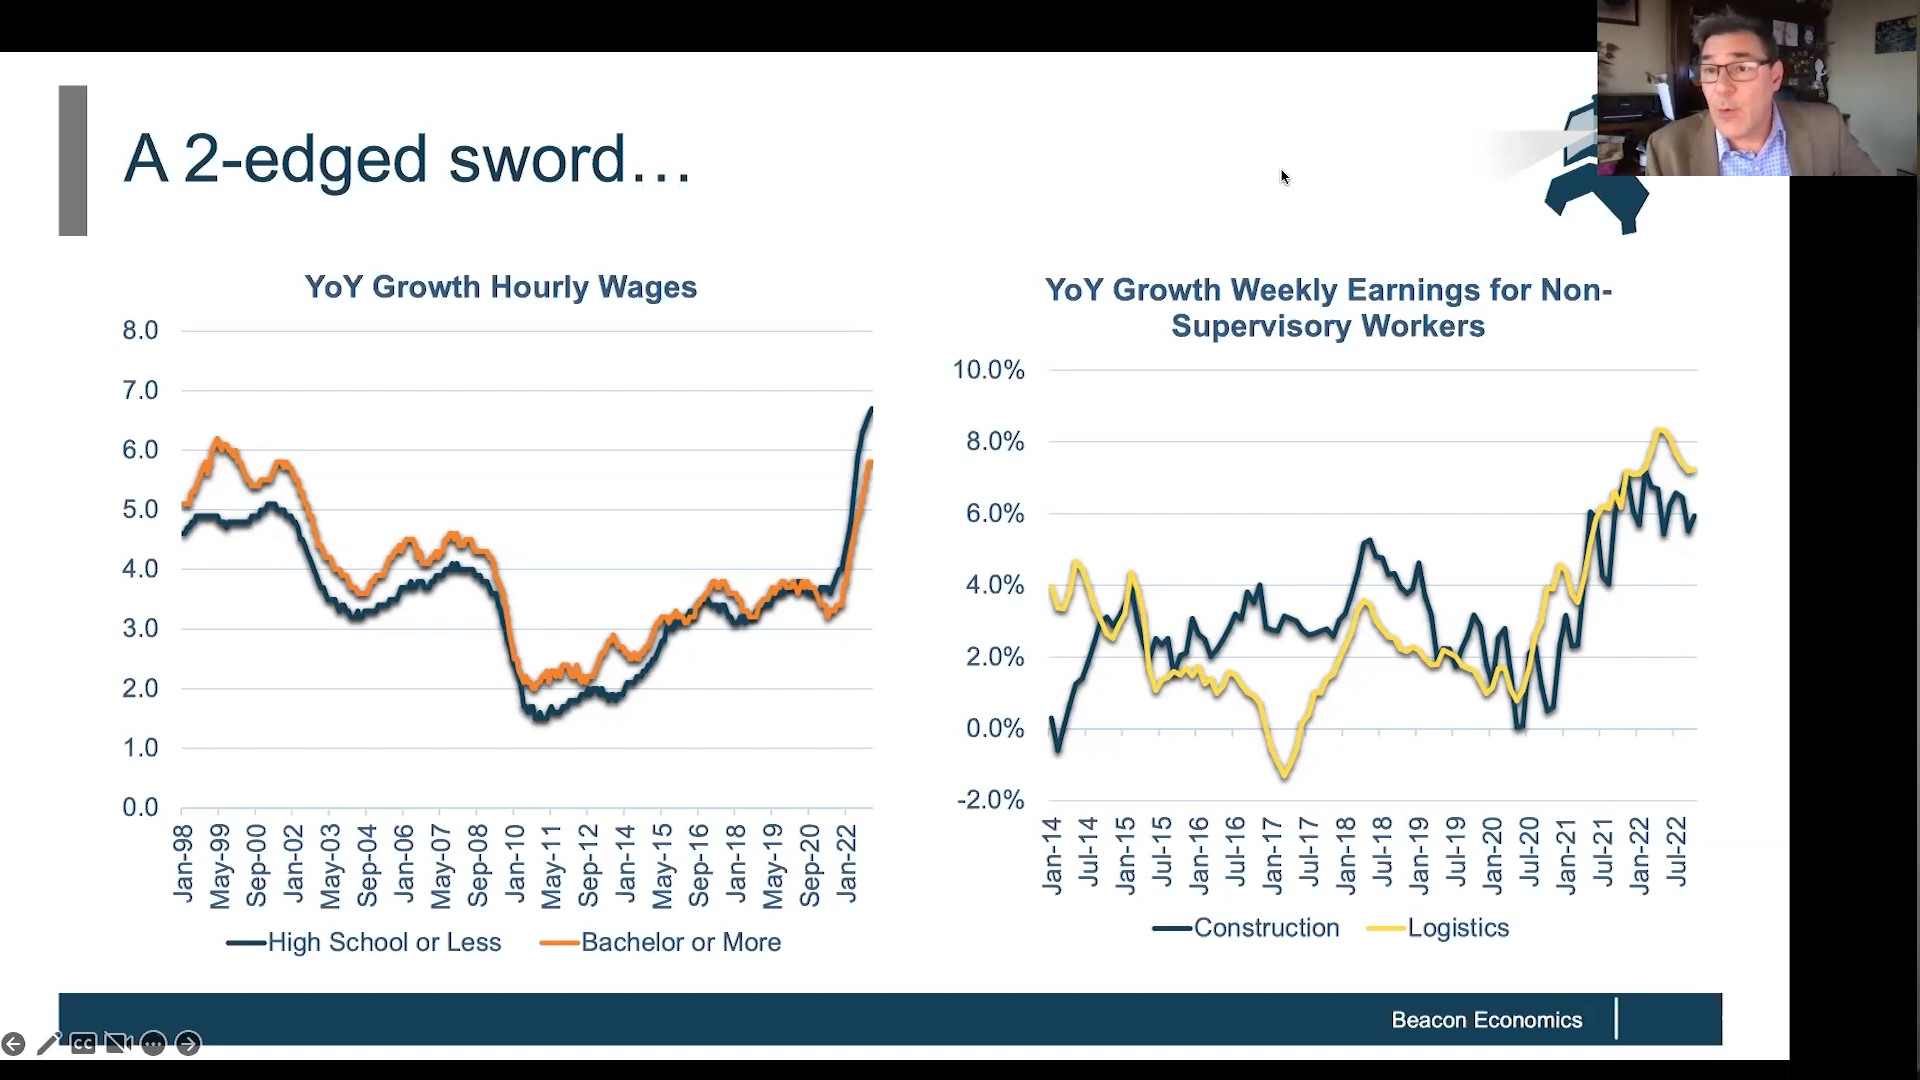 A 2-edged sword…
YoY Growth Hourly Wages
8.0
7.0
6.0
5.0
4.0
3.0
2.0
1.0
0.0
Jan-98
May-99
Sep-00
Jan-02
May-03
Sep-04
Jan-06
May-07
Sep-08
Jan-10
May-11
Sep-12
Jan-14
May-15
Sep-16
Jan-18
May-19
Sep-20
Jan-22
High School or Less
Bachelor or More
YoY Growth Weekly Earnings for Non-
Supervisory Workers
10.0%
8.0%
6.0%
4.0%
2.0%
0.0%
-2.0%
Jan-14
Jul-14
Jan-15
Jul-15
Jan-16
Jul-16
Jan-17
Jul-17
Jan-18
Jul-18
Jan-19
Jul-19
Jan-20
Jul-20
Jan-21
Jul-21
Jan-22
Jul-22
Construction
Logistics
Beacon Economics
CC